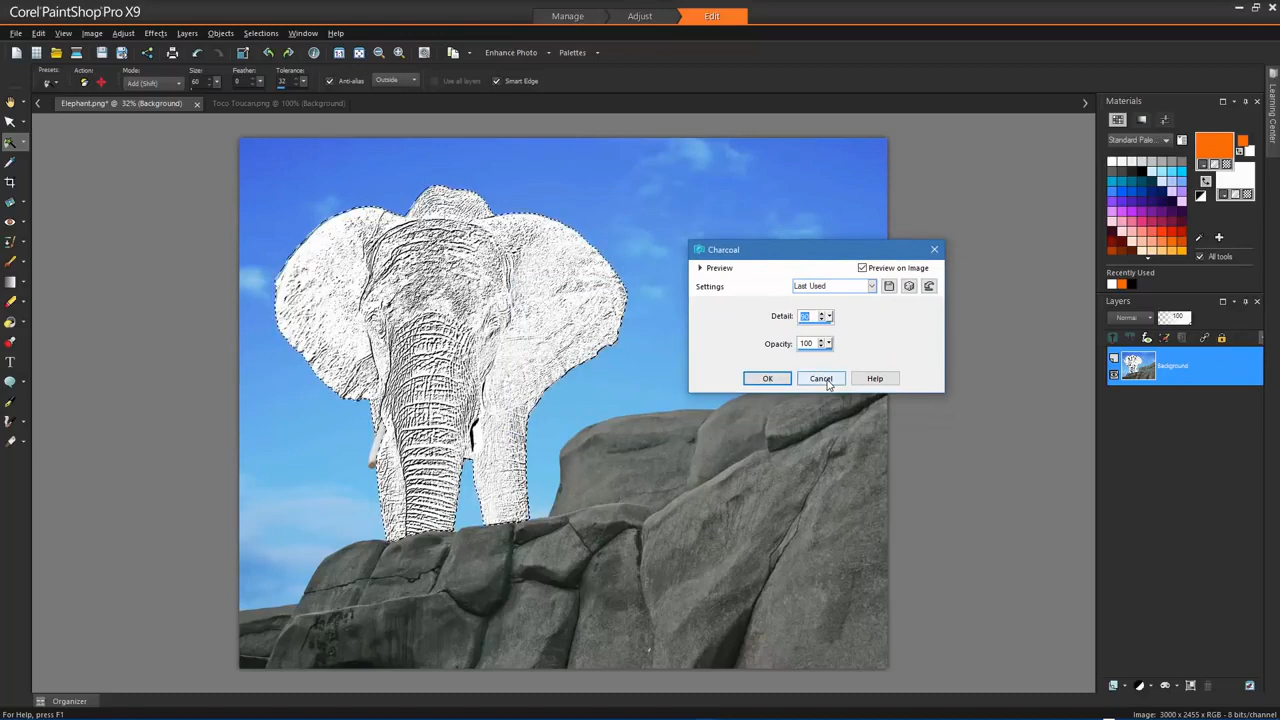 Corel PaintShop Pro X9
Manage Adjust Edit
File Edit View Image Adjust Effects Layers Objects Selections Window Help
Enhance Photo Palettes
Presets: Action: Mode: Size: Feather: Tolerance:
Add (Shift) 60 0 32 Anti-alias Outside Use all layers Smart Edge
Elephant.png* @ 32% (Background) Toco Toucan.png @ 100% (Background)
Materials
Standard Pale...
All tools
Recently Used
Layers
Normal 100
Background
Charcoal
Preview Preview on Image
Settings Last Used
Detail: 90
Opacity: 100
OK Cancel Help
Learning Center
Organizer
For Help, press F1 Image: 3000 x 2455 x RGB - 8 bits/channel